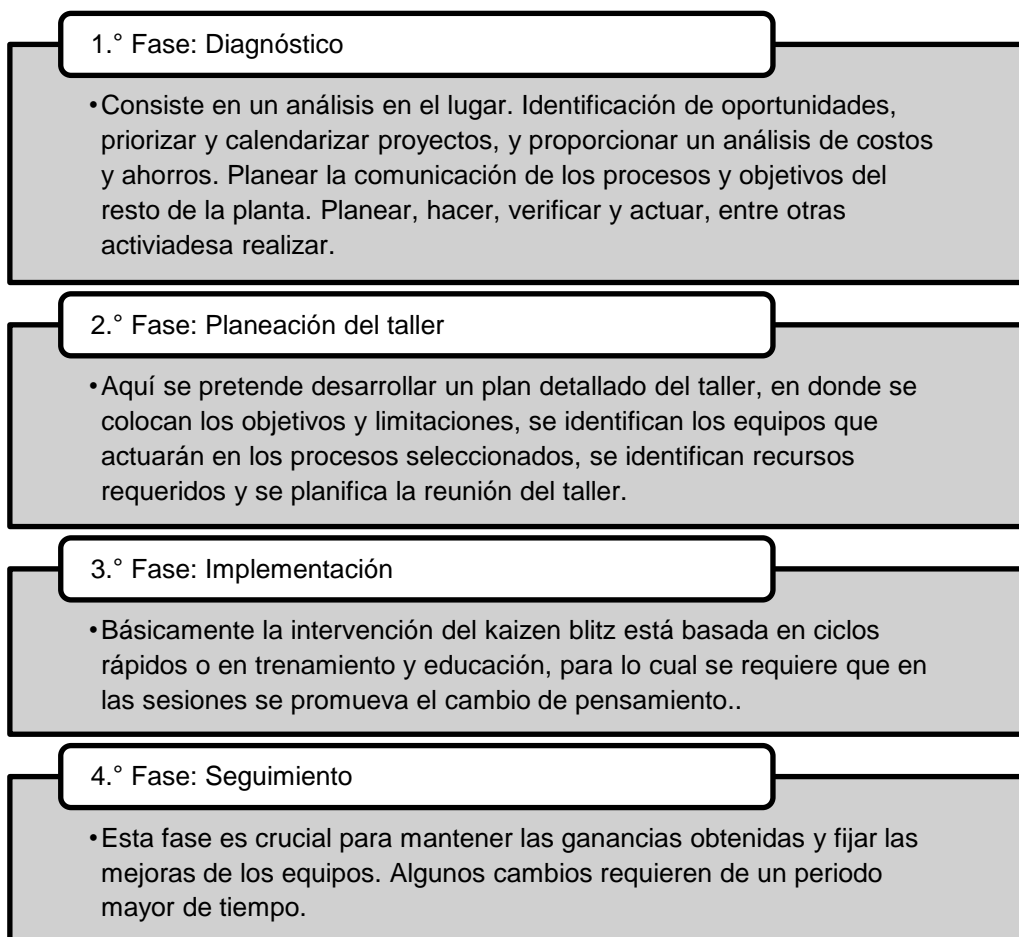 1.° Fase: Diagnóstico
•Consiste en un análisis en el lugar. Identificación de oportunidades,
priorizar y calendarizar proyectos, y proporcionar un análisis de costos
y ahorros. Planear la comunicación de los procesos y objetivos del
resto de la planta. Planear, hacer, verificar y actuar, entre otras
activiadesa realizar.
2.° Fase: Planeación del taller
•Aquí se pretende desarrollar un plan detallado del taller, en donde se
colocan los objetivos y limitaciones, se identifican los equipos que
actuarán en los procesos seleccionados, se identifican recursos
requeridos y se planifica la reunión del taller.
3.° Fase: Implementación
•Básicamente la intervención del kaizen blitz está basada en ciclos
rápidos o en trenamiento y educación, para lo cual se requiere que en
las sesiones se promueva el cambio de pensamiento..
4.° Fase: Seguimiento
•Esta fase es crucial para mantener las ganancias obtenidas y fijar las
mejoras de los equipos. Algunos cambios requieren de un periodo
mayor de tiempo.